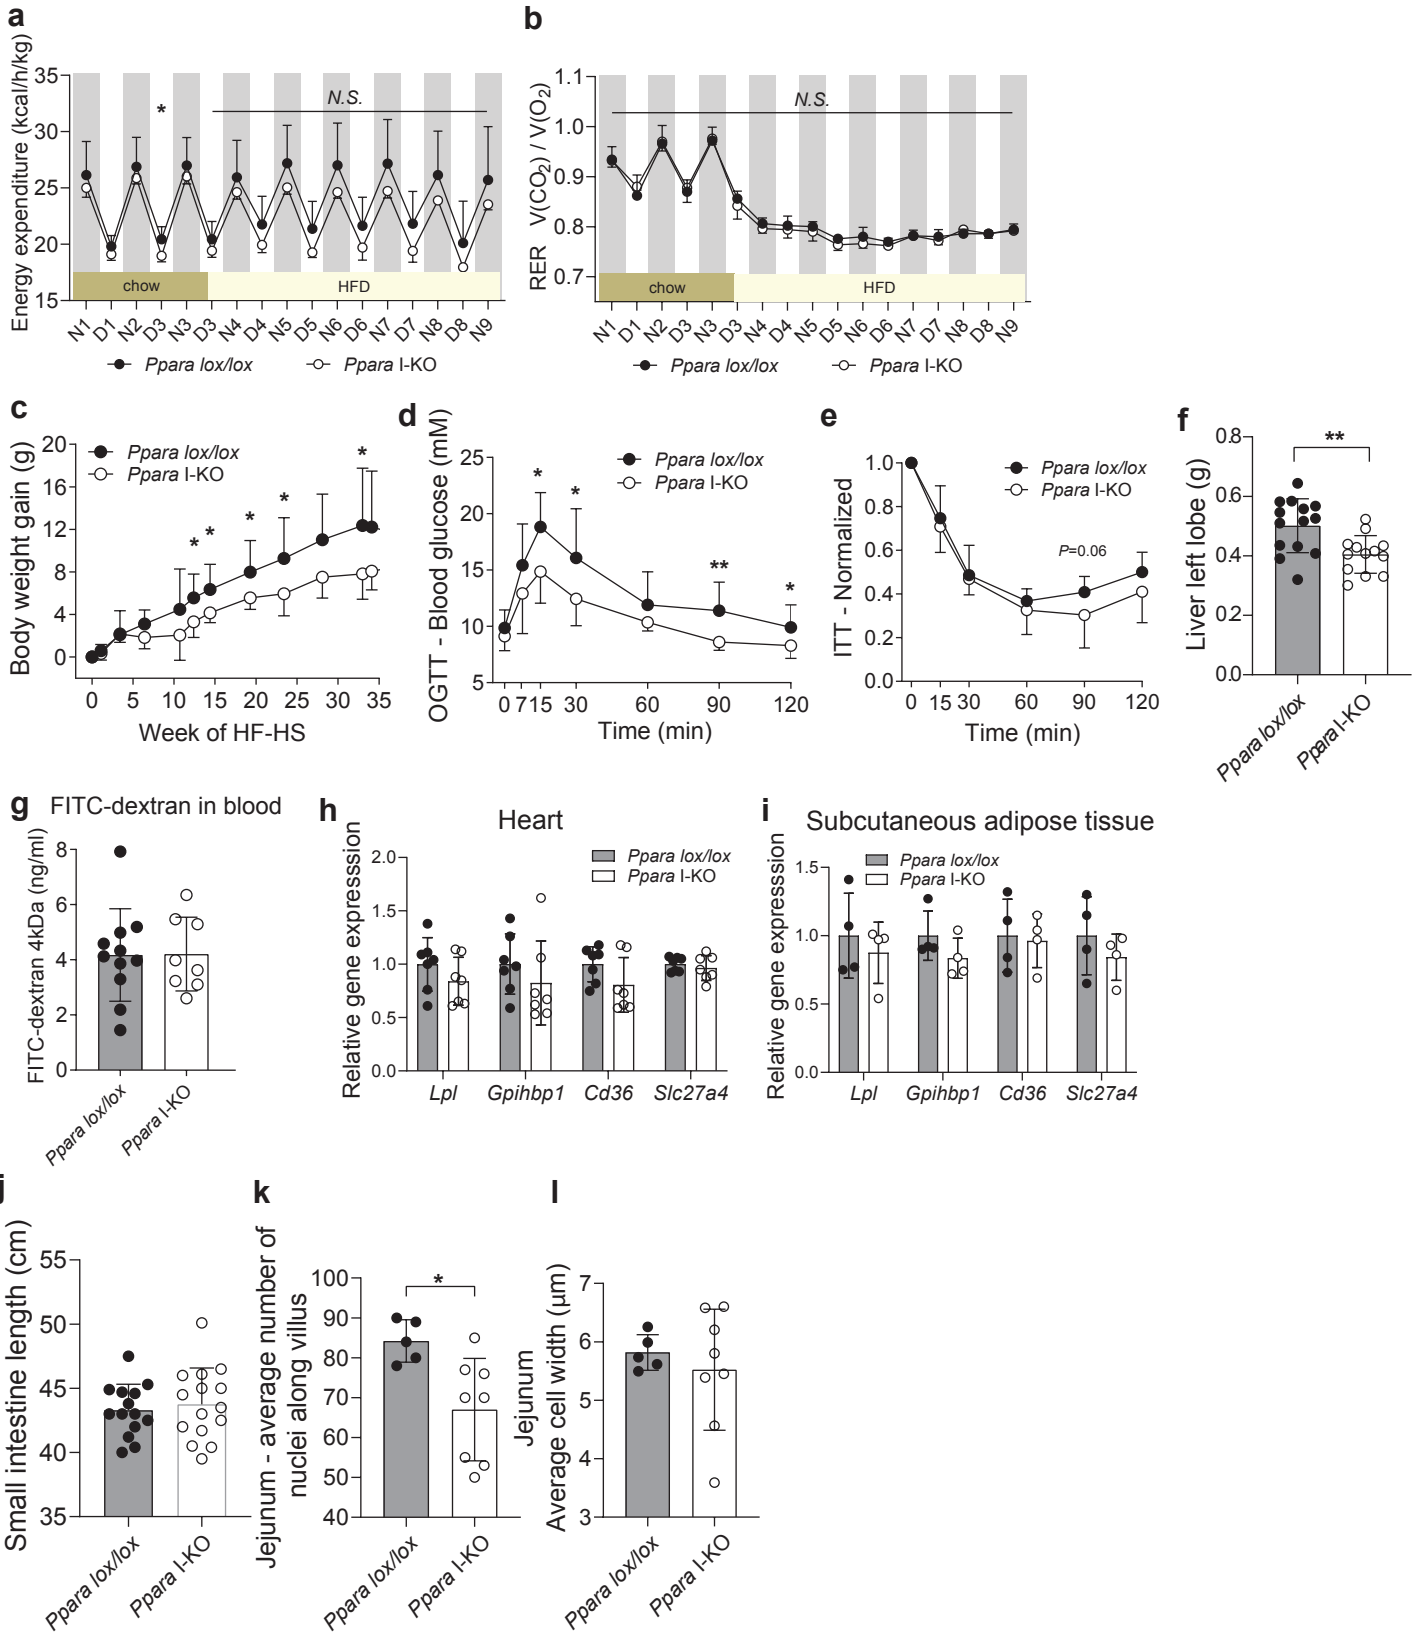 a
Energy expenditure (kcal/h/kg)
35
30
25
20
15
*
N.S.
chow
HFD
N1 D1 N2 D3 N3 D3 N4 D4 N5 D5 N6 D6 N7 D7 N8 D8 N9
Ppara lox/lox
Ppara I-KO
b
RER V(CO2) / V(O2)
1.1
1.0
0.9
0.8
0.7
N.S.
chow
HFD
N1 D1 N2 D3 N3 D3 N4 D4 N5 D5 N6 D6 N7 D7 N8 D8 N9
Ppara lox/lox
Ppara I-KO
c
Body weight gain (g)
20
16
12
8
4
0
Ppara lox/lox
Ppara I-KO
* * * * *
0 5 10 15 20 25 30 35
Week of HF-HS
d
OGTT - Blood glucose (mM)
25
20
15
10
5
Ppara lox/lox
Ppara I-KO
* * ** *
0 7 15 30 60 90 120
Time (min)
e
ITT - Normalized
1.0
0.8
0.6
0.4
0.2
0.0
Ppara lox/lox
Ppara I-KO
P=0.06
0 15 30 60 90 120
Time (min)
f
Liver left lobe (g)
0.8
0.6
0.4
0.2
0.0
**
Ppara lox/lox
Ppara I-KO
g
FITC-dextran in blood
FITC-dextran 4kDa (ng/ml)
8
6
4
2
0
Ppara lox/lox
Ppara I-KO
h
Heart
Relative gene expresssion
2.0
1.5
1.0
0.5
0.0
Ppara lox/lox
Ppara I-KO
Lpl Gpihbp1 Cd36 Slc27a4
i
Subcutaneous adipose tissue
Relative gene expresssion
1.5
1.0
0.5
0.0
Ppara lox/lox
Ppara I-KO
Lpl Gpihbp1 Cd36 Slc27a4
j
Small intestine length (cm)
55
50
45
40
35
Ppara lox/lox
Ppara I-KO
k
Jejunum - average number of
nuclei along villus
100
90
80
70
60
50
40
*
Ppara lox/lox
Ppara I-KO
l
Jejunum
Average cell width (µm)
7
6
5
4
3
Ppara lox/lox
Ppara I-KO